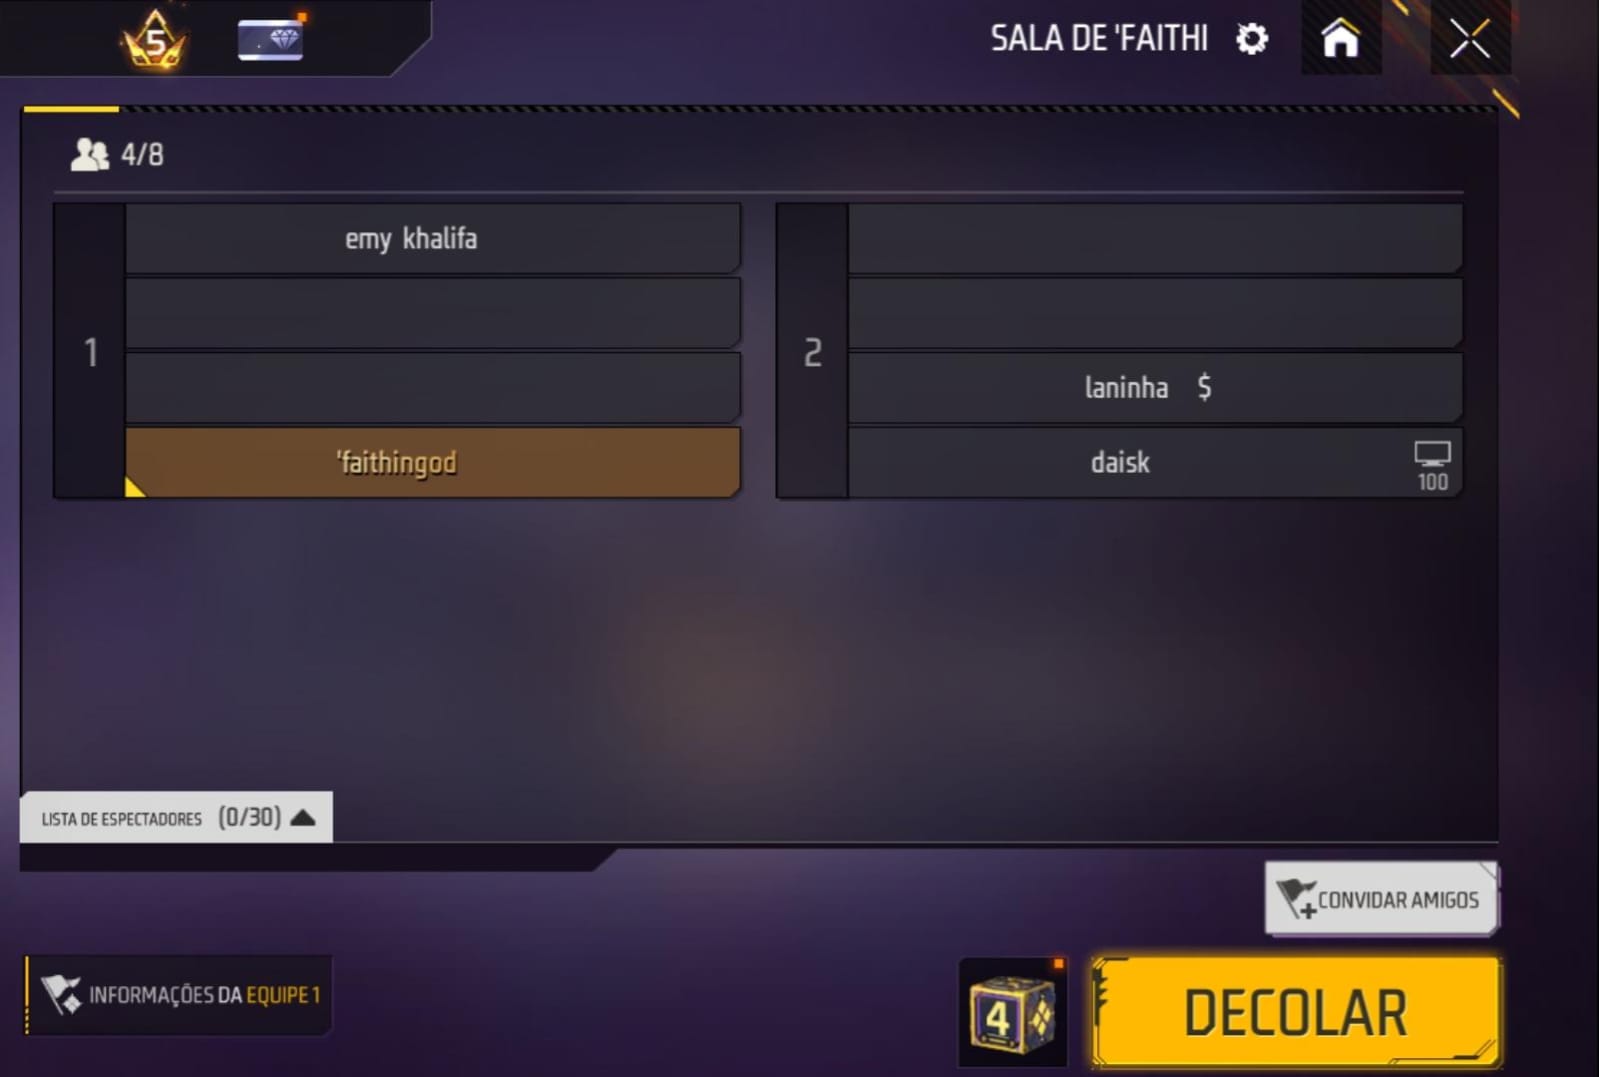 5
SALA DE 'FAITHI
4/8
1
emy khalifa
'faithingod
2
laninha $
daisk
100
LISTA DE ESPECTADORES (0/30)
CONVIDAR AMIGOS
INFORMAÇÕES DA EQUIPE 1
4
DECOLAR